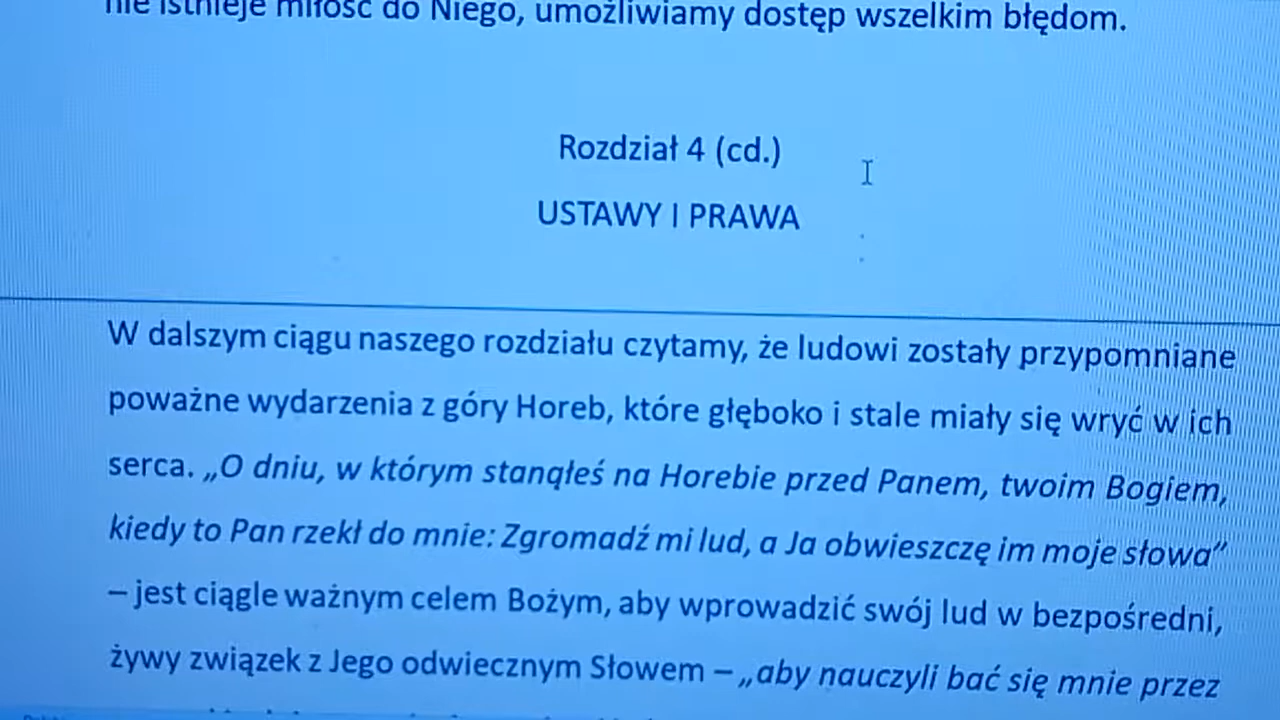 nie istnieje miłość do Niego, umożliwiamy dostęp wszelkim błędom.
Rozdział 4 (cd.)
USTAWY I PRAWA
W dalszym ciągu naszego rozdziału czytamy, że ludowi zostały przypomniane
poważne wydarzenia z góry Horeb, które głęboko i stale miały się wryć w ich
serca. „O dniu, w którym stanąłeś na Horebie przed Panem, twoim Bogiem,
kiedy to Pan rzekł do mnie: Zgromadź mi lud, a Ja obwieszczę im moje słowa”
– jest ciągle ważnym celem Bożym, aby wprowadzić swój lud w bezpośredni,
żywy związek z Jego odwiecznym Słowem – „aby nauczyli bać się mnie przez